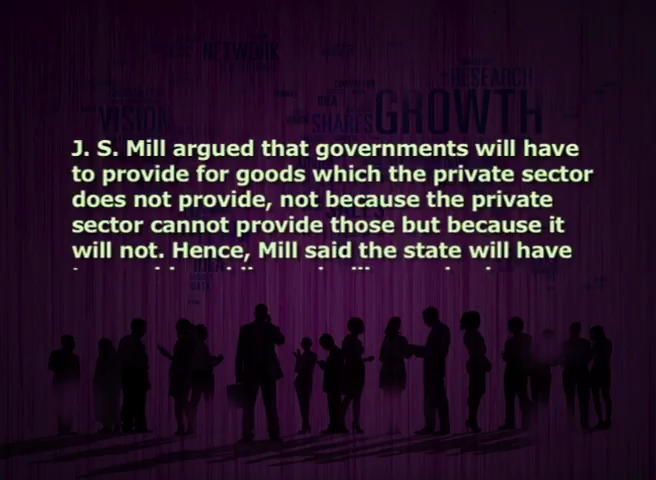 NETWORK
RESEARCH
GROWTH
VISION
IDEA
SHARES
J. S. Mill argued that governments will have
to provide for goods which the private sector
does not provide, not because the private
sector cannot provide those but because it
will not. Hence, Mill said the state will have
DATA